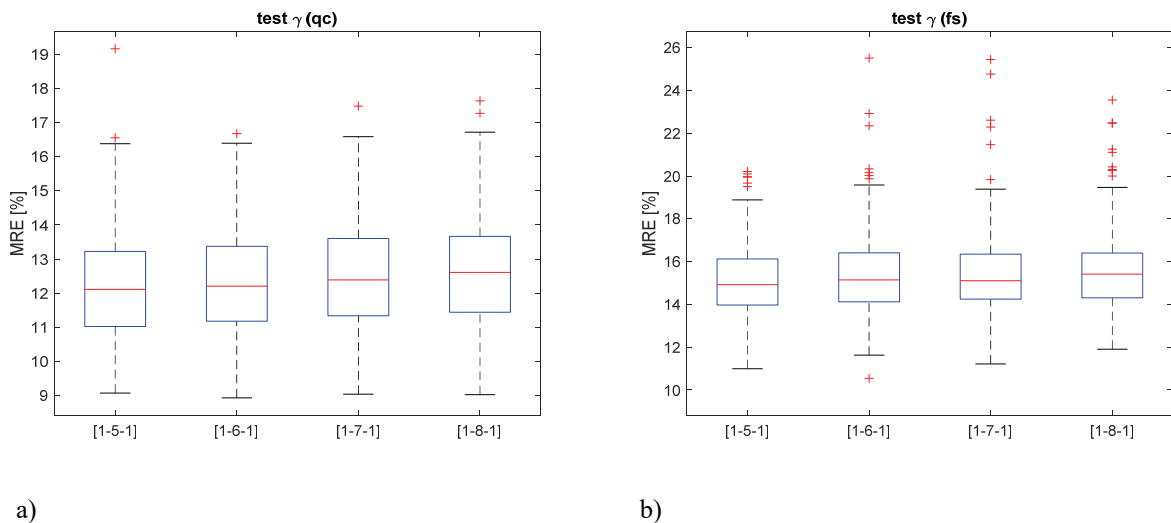 test γ (qc)
MRE [%]
19
18
17
16
15
14
13
12
11
10
9
[1-5-1] [1-6-1] [1-7-1] [1-8-1]
a)
test γ (fs)
MRE [%]
26
24
22
20
18
16
14
12
10
[1-5-1] [1-6-1] [1-7-1] [1-8-1]
b)